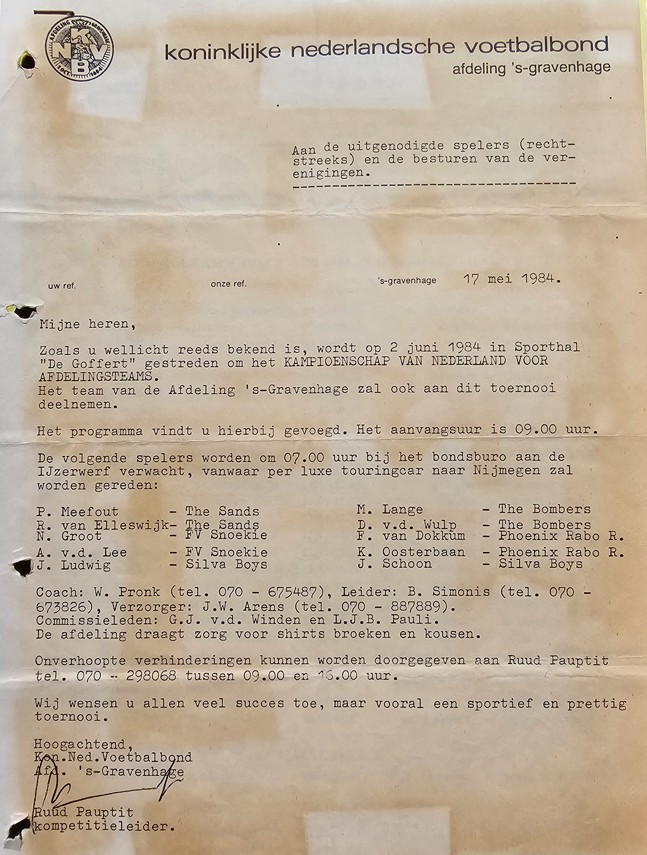 AFDELING 'S-GRAVENHAGE
KNVB
koninklijke nederlandsche voetbalbond
afdeling 's-gravenhage
Aan de uitgenodigde spelers (recht-
streeks) en de besturen van de ver-
enigingen.
uw ref. onze ref. 's-gravenhage 17 mei 1984.
Mijne heren,
Zoals u wellicht reeds bekend is, wordt op 2 juni 1984 in Sporthal
"De Goffert" gestreden om het KAMPIOENSCHAP VAN NEDERLAND VOOR
AFDELINGSTEAMS.
Het team van de Afdeling 's-Gravenhage zal ook aan dit toernooi
deelnemen.
Het programma vindt u hierbij gevoegd. Het aanvangsuur is 09.00 uur.
De volgende spelers worden om 07.00 uur bij het bondsburo aan de
IJzerwerf verwacht, vanwaar per luxe touringcar naar Nijmegen zal
worden gereden:
P. Meefout - The Sands M. Lange - The Bombers
R. van Elleswijk- The Sands D. v.d. Wulp - The Bombers
N. Groot - FV Snoekie F. van Dokkum - Phoenix Rabo R.
A. v.d. Lee - FV Snoekie K. Oosterbaan - Phoenix Rabo R.
J. Ludwig - Silva Boys J. Schoon - Silva Boys
Coach: W. Pronk (tel. 070 - 675487), Leider: B. Simonis (tel. 070 -
673826), Verzorger: J.W. Arens (tel. 070 - 887889).
Commissieleden: G.J. v.d. Winden en L.J.B. Pauli.
De afdeling draagt zorg voor shirts broeken en kousen.
Onverhoopte verhinderingen kunnen worden doorgegeven aan Ruud Pauptit
tel. 070 - 298068 tussen 09.00 en 16.00 uur.
Wij wensen u allen veel succes toe, maar vooral een sportief en prettig
toernooi.
Hoogachtend,
Kon.Ned.Voetbalbond
Afd. 's-Gravenhage
Ruud Pauptit
kompetitieleider.